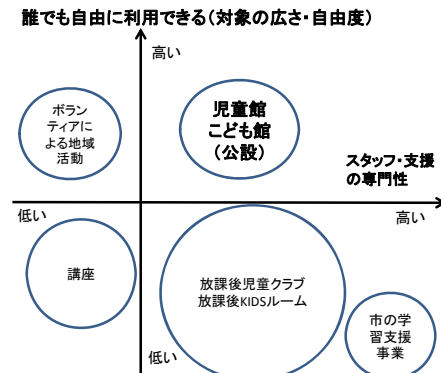 誰でも自由に利用できる（対象の広さ・自由度）
高い
ボラン
ティアに
よる地域
活動
児童館
こども館
（公設）
スタッフ・支援
の専門性
低い
高い
講座
放課後児童クラブ
放課後KIDSルーム
市の学
習支援
事業
低い